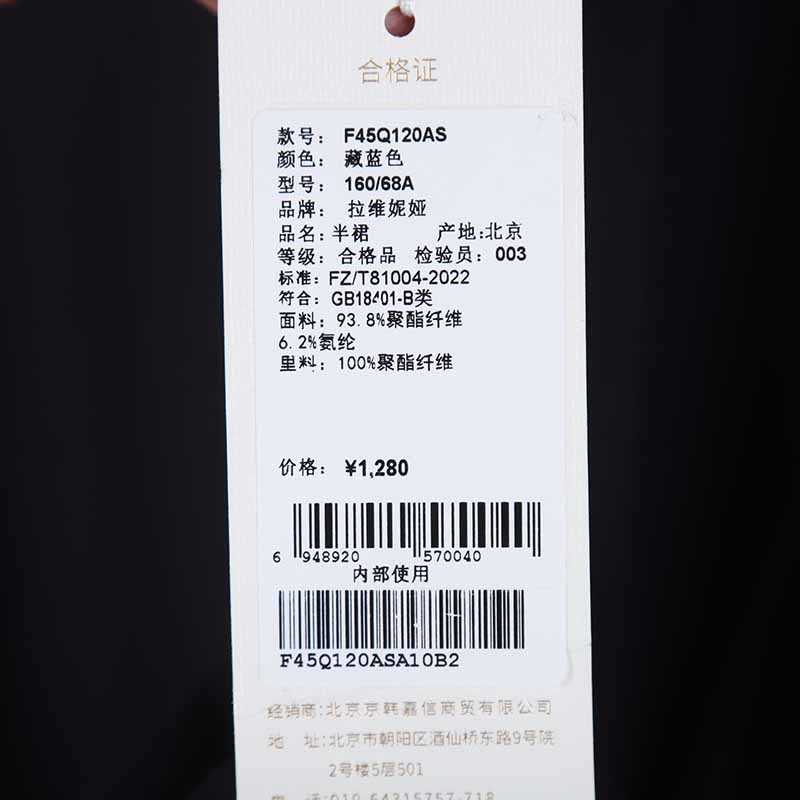 合格证
款号： F45Q120AS
颜色： 藏蓝色
型号： 160/68A
品牌： 拉维妮娅
品名：半裙 产地：北京
等级：合格品 检验员：003
标准：FZ/T81004-2022
符合：GB18401-B类
面料：93.8%聚酯纤维
6.2%氨纶
里料：100%聚酯纤维
价格： ¥1,280
6 948920 570040
内部使用
F45Q120ASA10B2
经销商：北京京韩嘉信商贸有限公司
地 址：北京市朝阳区酒仙桥东路9号院
2号楼5层501
电 话：010-64315757-718